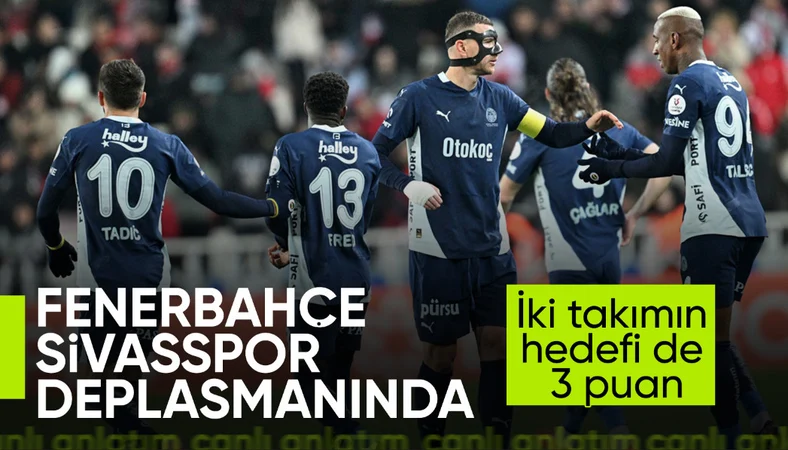 halley
10
TADİÇ
halley
13
FRED
Otokoç
pürsu
ÇAĞLAR
halley
94
TALISCA
SAFİ
PORT
FENERBAHÇE
SİVASSPOR
DEPLASMANINDA
İki takımın
hedefi de
3 puan
canlı anlatım canlı anlatım canlı anlatım canlı anlatım